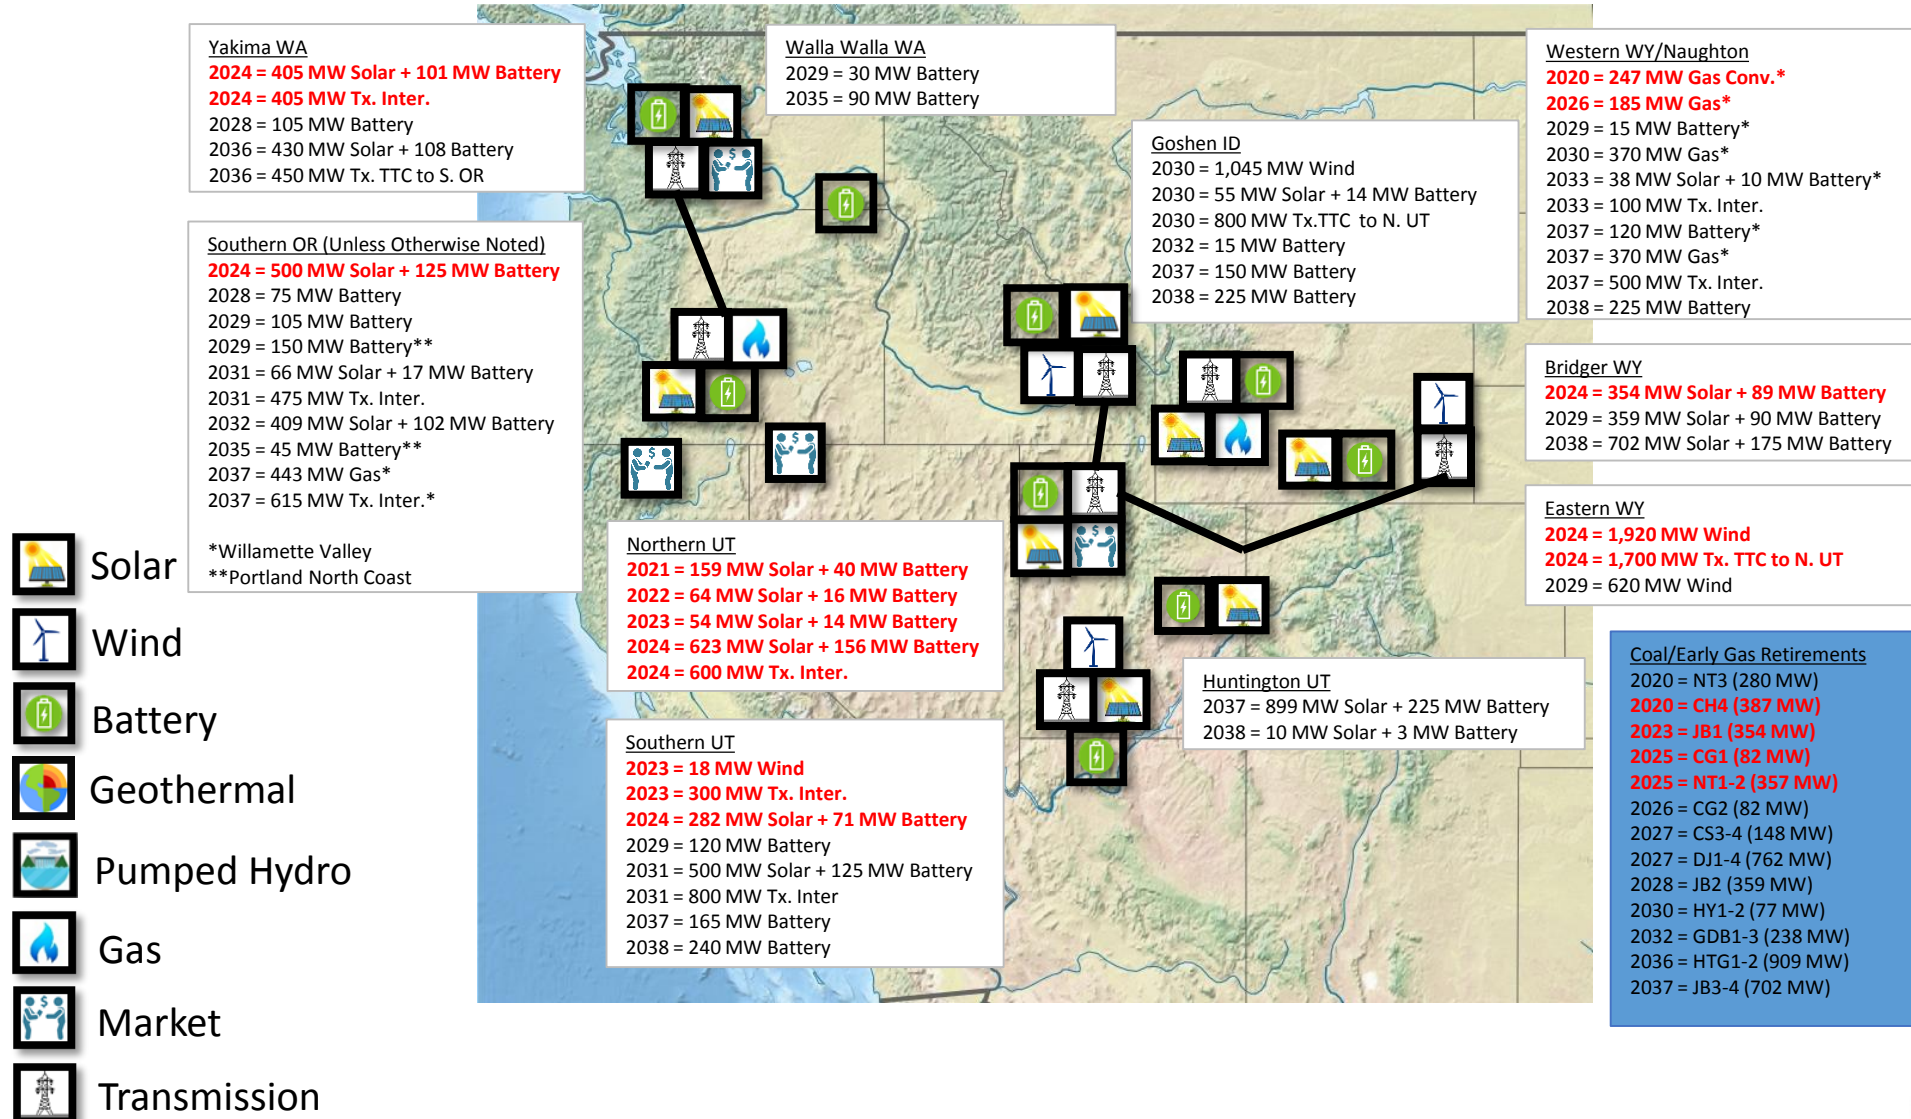 Yakima WA
2024 = 405 MW Solar + 101 MW Battery
2024 = 405 MW Tx. Inter.
2028 = 105 MW Battery
2036 = 430 MW Solar + 108 Battery
2036 = 450 MW Tx. TTC to S. OR
Walla Walla WA
2029 = 30 MW Battery
2035 = 90 MW Battery
Goshen ID
2030 = 1,045 MW Wind
2030 = 55 MW Solar + 14 MW Battery
2030 = 800 MW Tx.TTC to N. UT
2032 = 15 MW Battery
2037 = 150 MW Battery
2038 = 225 MW Battery
Western WY/Naughton
2020 = 247 MW Gas Conv.*
2026 = 185 MW Gas*
2029 = 15 MW Battery*
2030 = 370 MW Gas*
2033 = 38 MW Solar + 10 MW Battery*
2033 = 100 MW Tx. Inter.
2037 = 120 MW Battery*
2037 = 370 MW Gas*
2037 = 500 MW Tx. Inter.
2038 = 225 MW Battery
Southern OR (Unless Otherwise Noted)
2024 = 500 MW Solar + 125 MW Battery
2028 = 75 MW Battery
2029 = 105 MW Battery
2029 = 150 MW Battery**
2031 = 66 MW Solar + 17 MW Battery
2031 = 475 MW Tx. Inter.
2032 = 409 MW Solar + 102 MW Battery
2035 = 45 MW Battery**
2037 = 443 MW Gas*
2037 = 615 MW Tx. Inter.*
*Willamette Valley
**Portland North Coast
Bridger WY
2024 = 354 MW Solar + 89 MW Battery
2029 = 359 MW Solar + 90 MW Battery
2038 = 702 MW Solar + 175 MW Battery
Eastern WY
2024 = 1,920 MW Wind
2024 = 1,700 MW Tx. TTC to N. UT
2029 = 620 MW Wind
Northern UT
2021 = 159 MW Solar + 40 MW Battery
2022 = 64 MW Solar + 16 MW Battery
2023 = 54 MW Solar + 14 MW Battery
2024 = 623 MW Solar + 156 MW Battery
2024 = 600 MW Tx. Inter.
Huntington UT
2037 = 899 MW Solar + 225 MW Battery
2038 = 10 MW Solar + 3 MW Battery
Southern UT
2023 = 18 MW Wind
2023 = 300 MW Tx. Inter.
2024 = 282 MW Solar + 71 MW Battery
2029 = 120 MW Battery
2031 = 500 MW Solar + 125 MW Battery
2031 = 800 MW Tx. Inter
2037 = 165 MW Battery
2038 = 240 MW Battery
Coal/Early Gas Retirements
2020 = NT3 (280 MW)
2020 = CH4 (387 MW)
2023 = JB1 (354 MW)
2025 = CG1 (82 MW)
2025 = NT1-2 (357 MW)
2026 = CG2 (82 MW)
2027 = CS3-4 (148 MW)
2027 = DJ1-4 (762 MW)
2028 = JB2 (359 MW)
2030 = HY1-2 (77 MW)
2032 = GDB1-3 (238 MW)
2036 = HTG1-2 (909 MW)
2037 = JB3-4 (702 MW)
Solar
Wind
Battery
Geothermal
Pumped Hydro
Gas
Market
Transmission